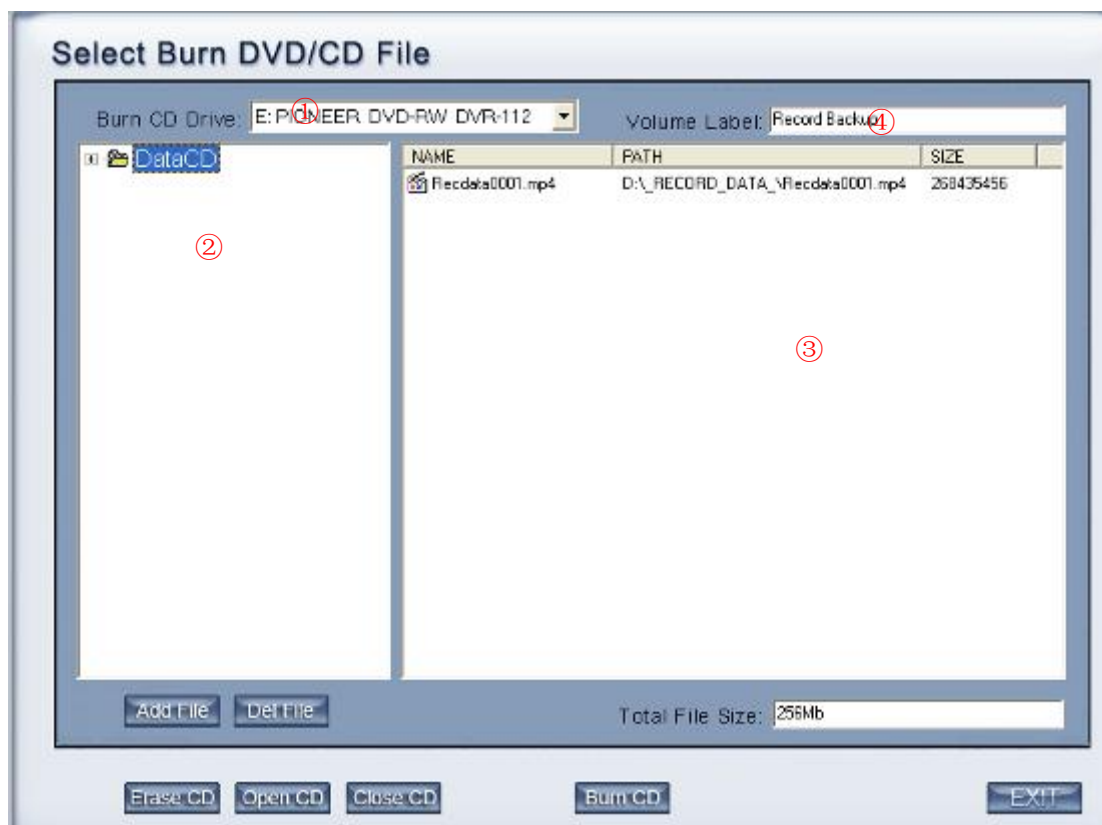 Select Burn DVD/CD File
Burn CD Drive: E: PIONEER DVD-RW DVR-112 ①
Volume Label: Record Backup ④
DataCD
NAME PATH SIZE
Recdata0001.mp4 D:\_RECORD_DATA_\Recdata0001.mp4 268435456
②
③
Add File Del File
Total File Size: 256Mb
Erase CD Open CD Close CD Burn CD EXIT